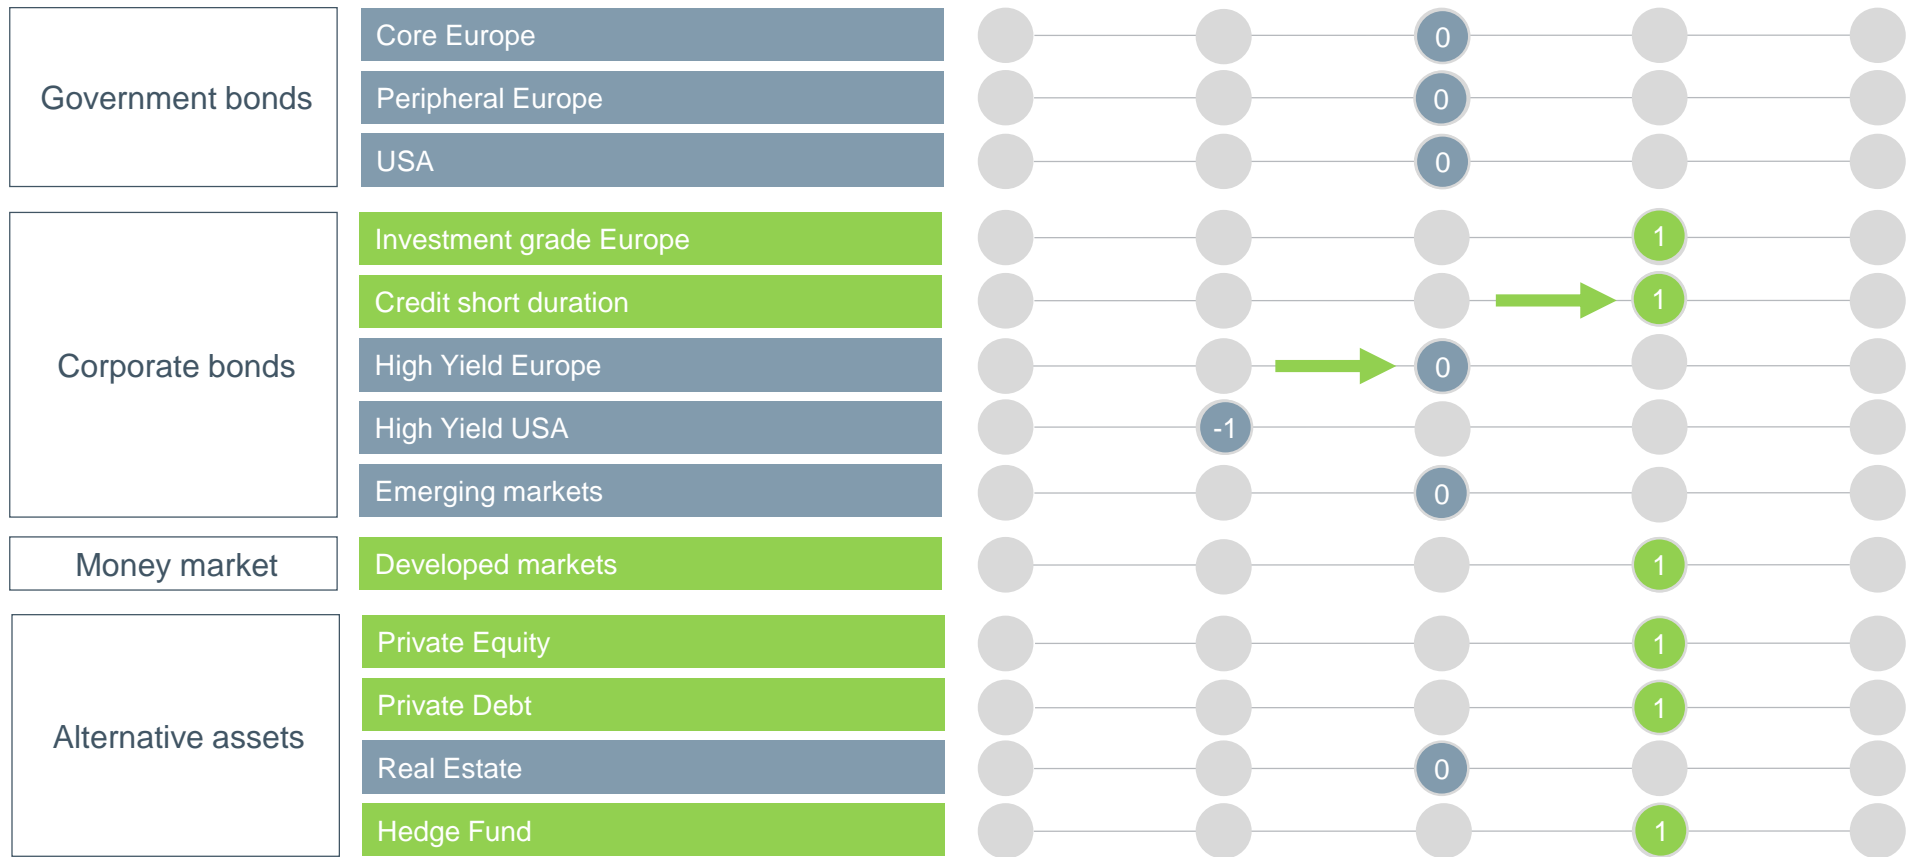 Government bonds
Core Europe
0
Peripheral Europe
0
USA
0
Corporate bonds
Investment grade Europe
1
Credit short duration
1
High Yield Europe
0
High Yield USA
-1
Emerging markets
0
Money market
Developed markets
1
Alternative assets
Private Equity
1
Private Debt
1
Real Estate
0
Hedge Fund
1